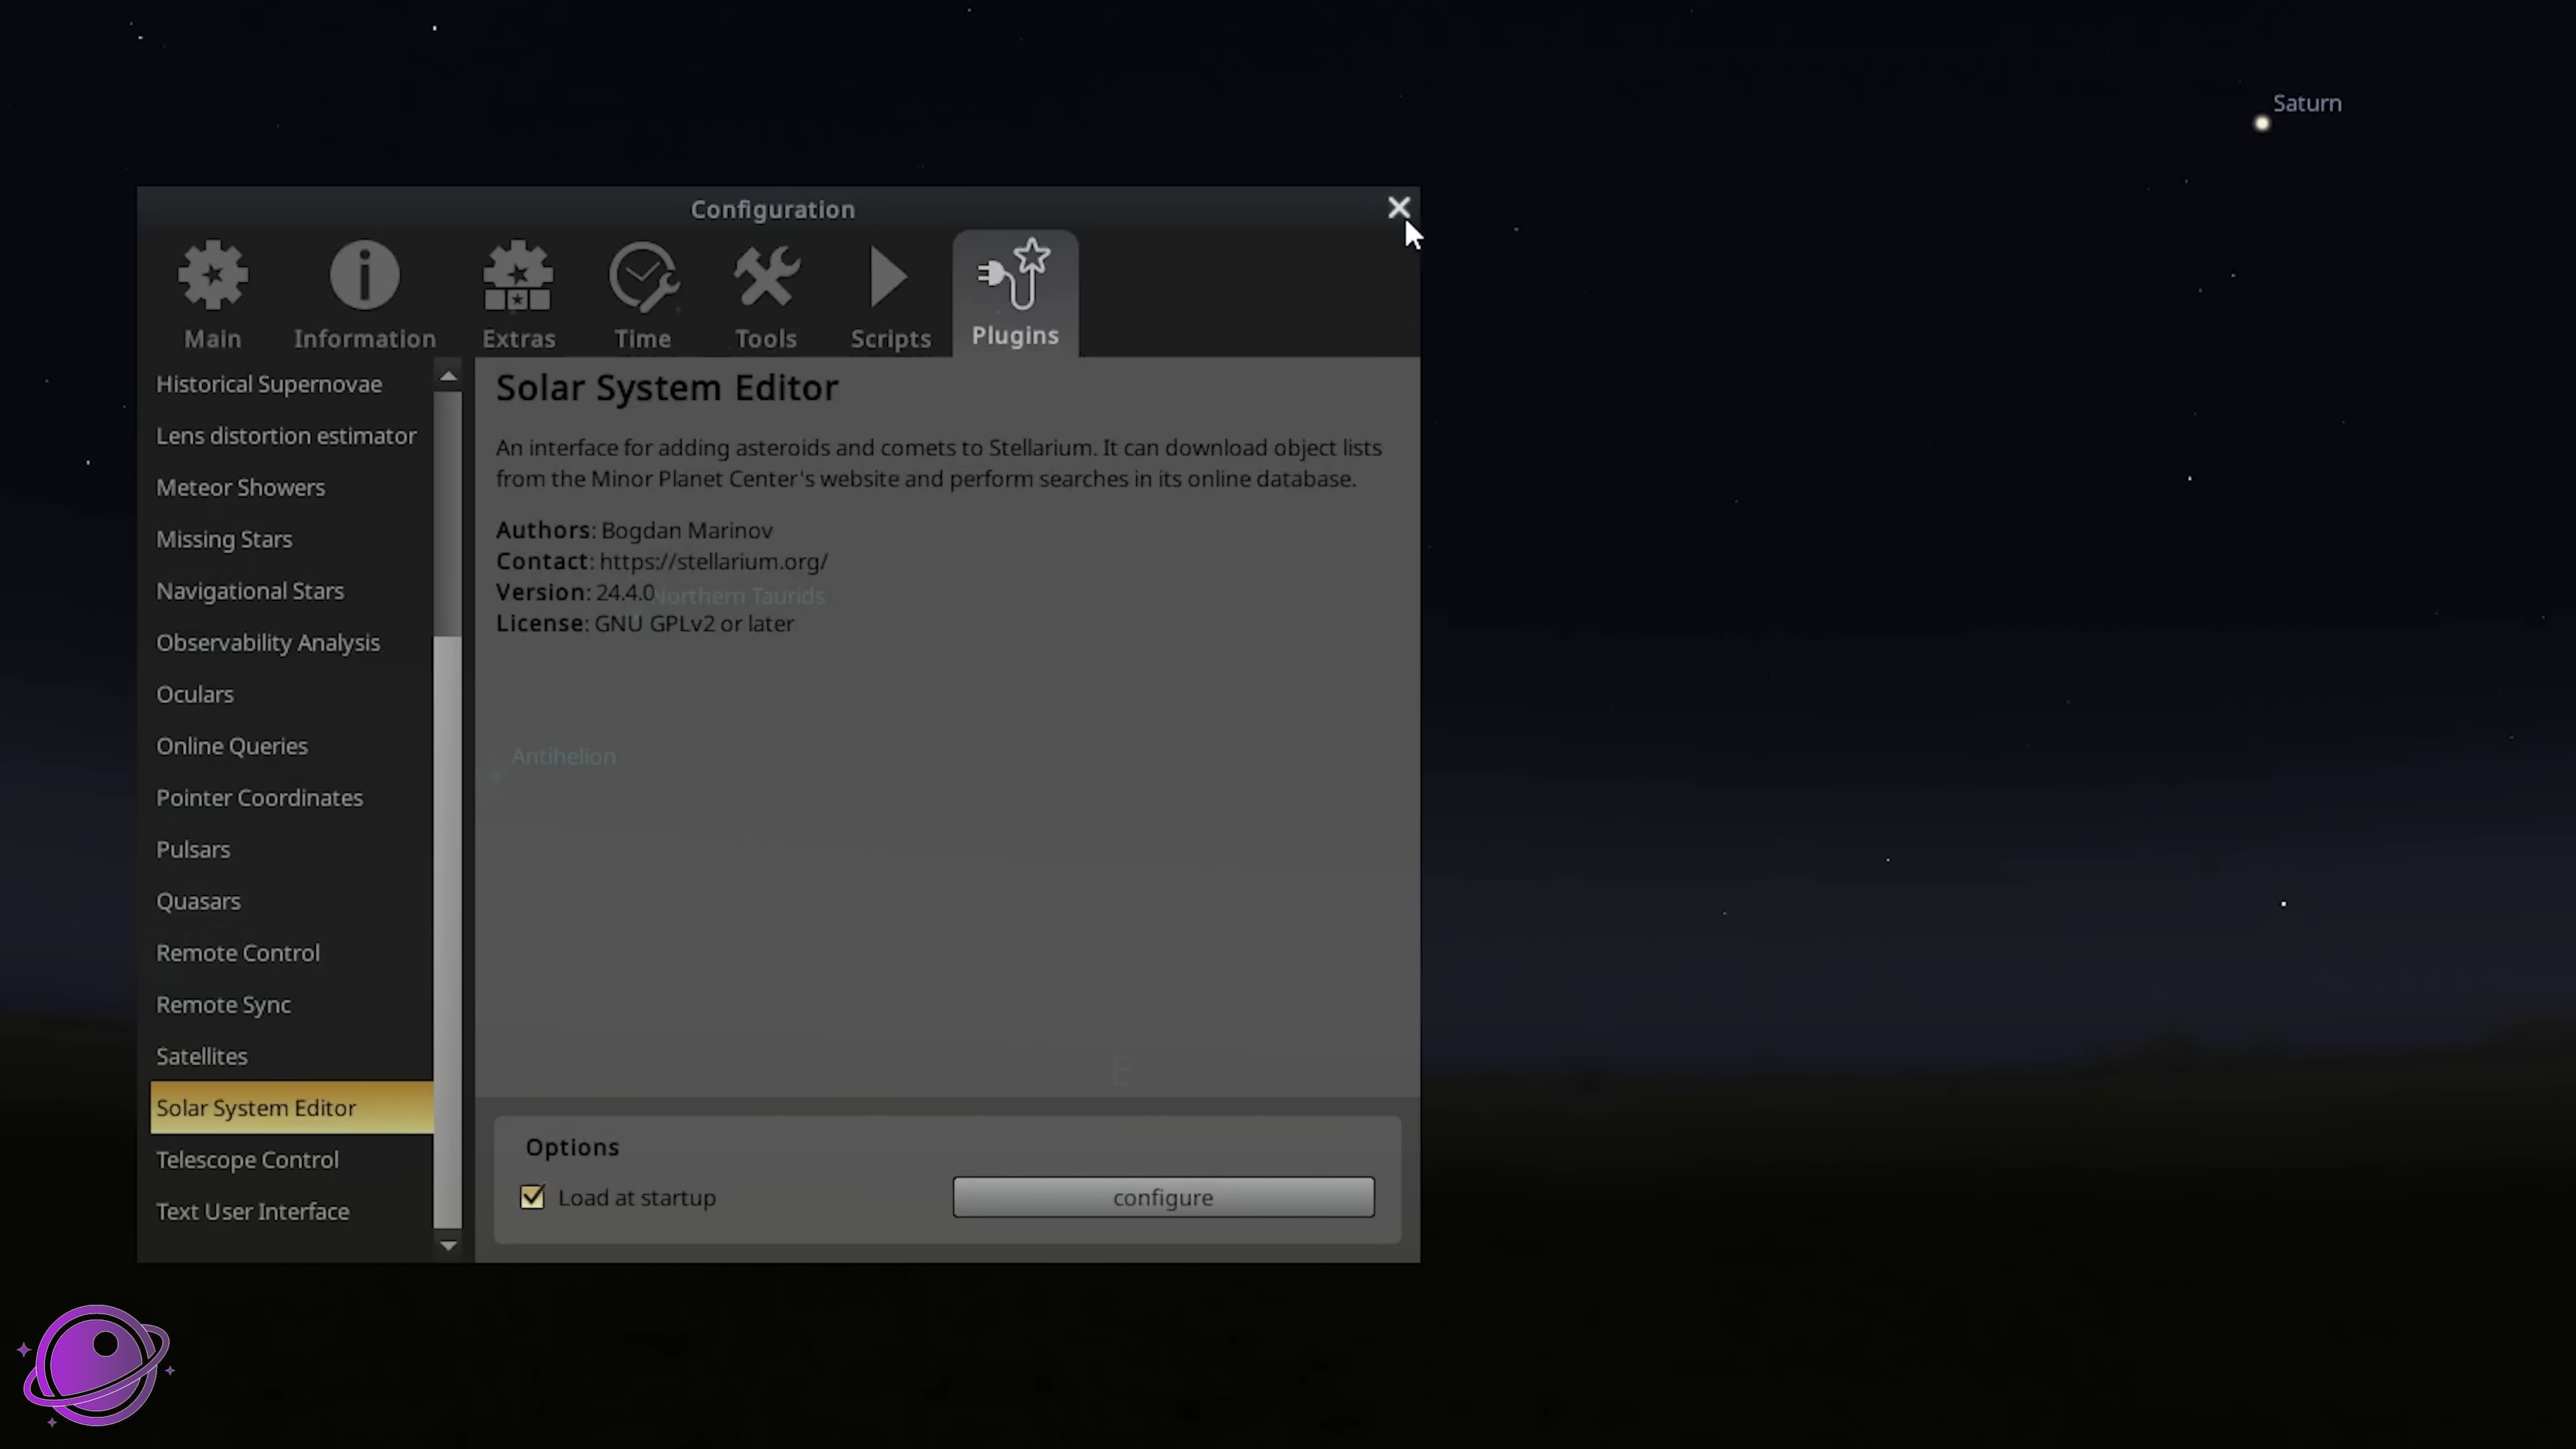 Saturn
Configuration
Main
Information
Extras
Time
Tools
Scripts
Plugins
Historical Supernovae
Lens distortion estimator
Meteor Showers
Missing Stars
Navigational Stars
Observability Analysis
Oculars
Online Queries
Pointer Coordinates
Pulsars
Quasars
Remote Control
Remote Sync
Satellites
Solar System Editor
Telescope Control
Text User Interface
Solar System Editor
An interface for adding asteroids and comets to Stellarium. It can download object lists
from the Minor Planet Center's website and perform searches in its online database.
Authors: Bogdan Marinov
Contact: https://stellarium.org/
Version: 24.4.0
Northern Taurids
License: GNU GPLv2 or later
Antihelion
E
Options
Load at startup
configure